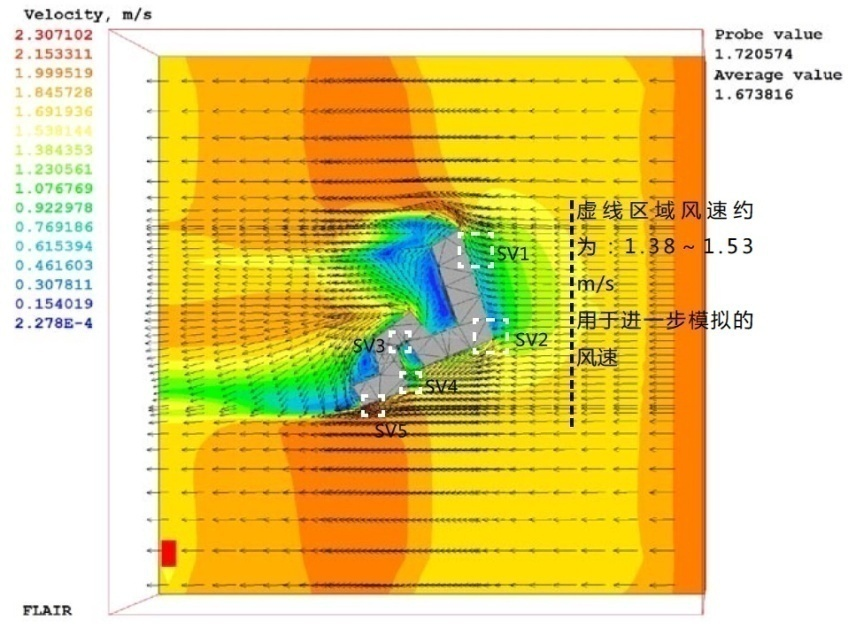 Velocity, m/s
2.307102
2.153311
1.999519
1.845728
1.691936
1.538144
1.384353
1.230561
1.076769
0.922978
0.769186
0.615394
0.461603
0.307811
0.154019
2.278E-4
Probe value
1.720574
Average value
1.673816
虚线区域风速约
为：1.38～1.53
m/s
用于进一步模拟的
风速
SV1
SV2
SV3
SV4
SV5
FLAIR